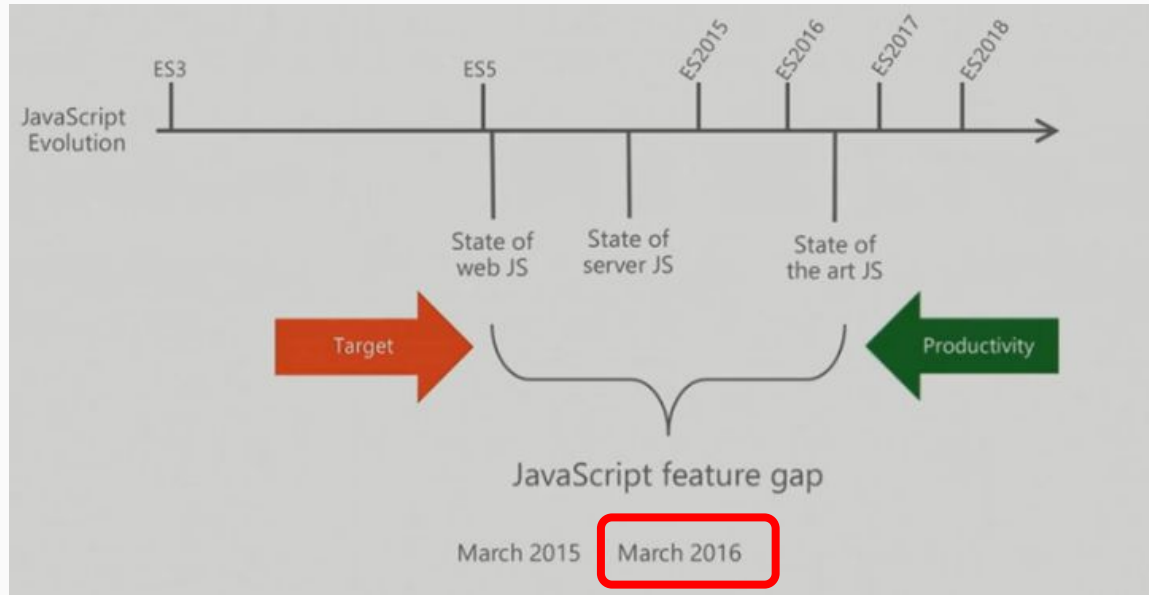 ES3
ES5
ES2015
ES2016
ES2017
ES2018
JavaScript
Evolution
State of
web JS
State of
server JS
State of
the art JS
Target
Productivity
JavaScript feature gap
March 2015
March 2016